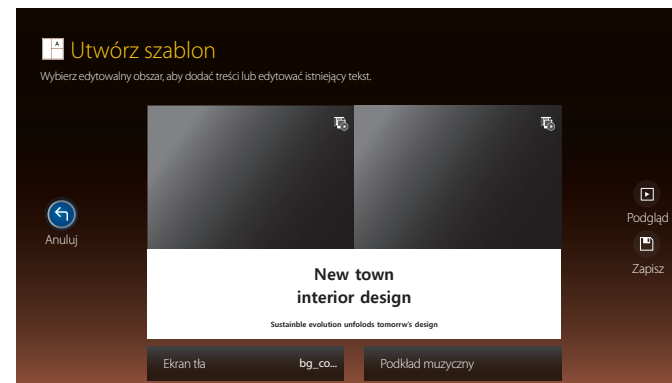 A
Utwórz szablon
Wybierz edytowalny obszar, aby dodać treści lub edytować istniejący tekst.
Anuluj
Podgląd
Zapisz
New town
interior design
Sustainble evolution unfolods tomorrw's design
Ekran tła bg_co... Podkład muzyczny